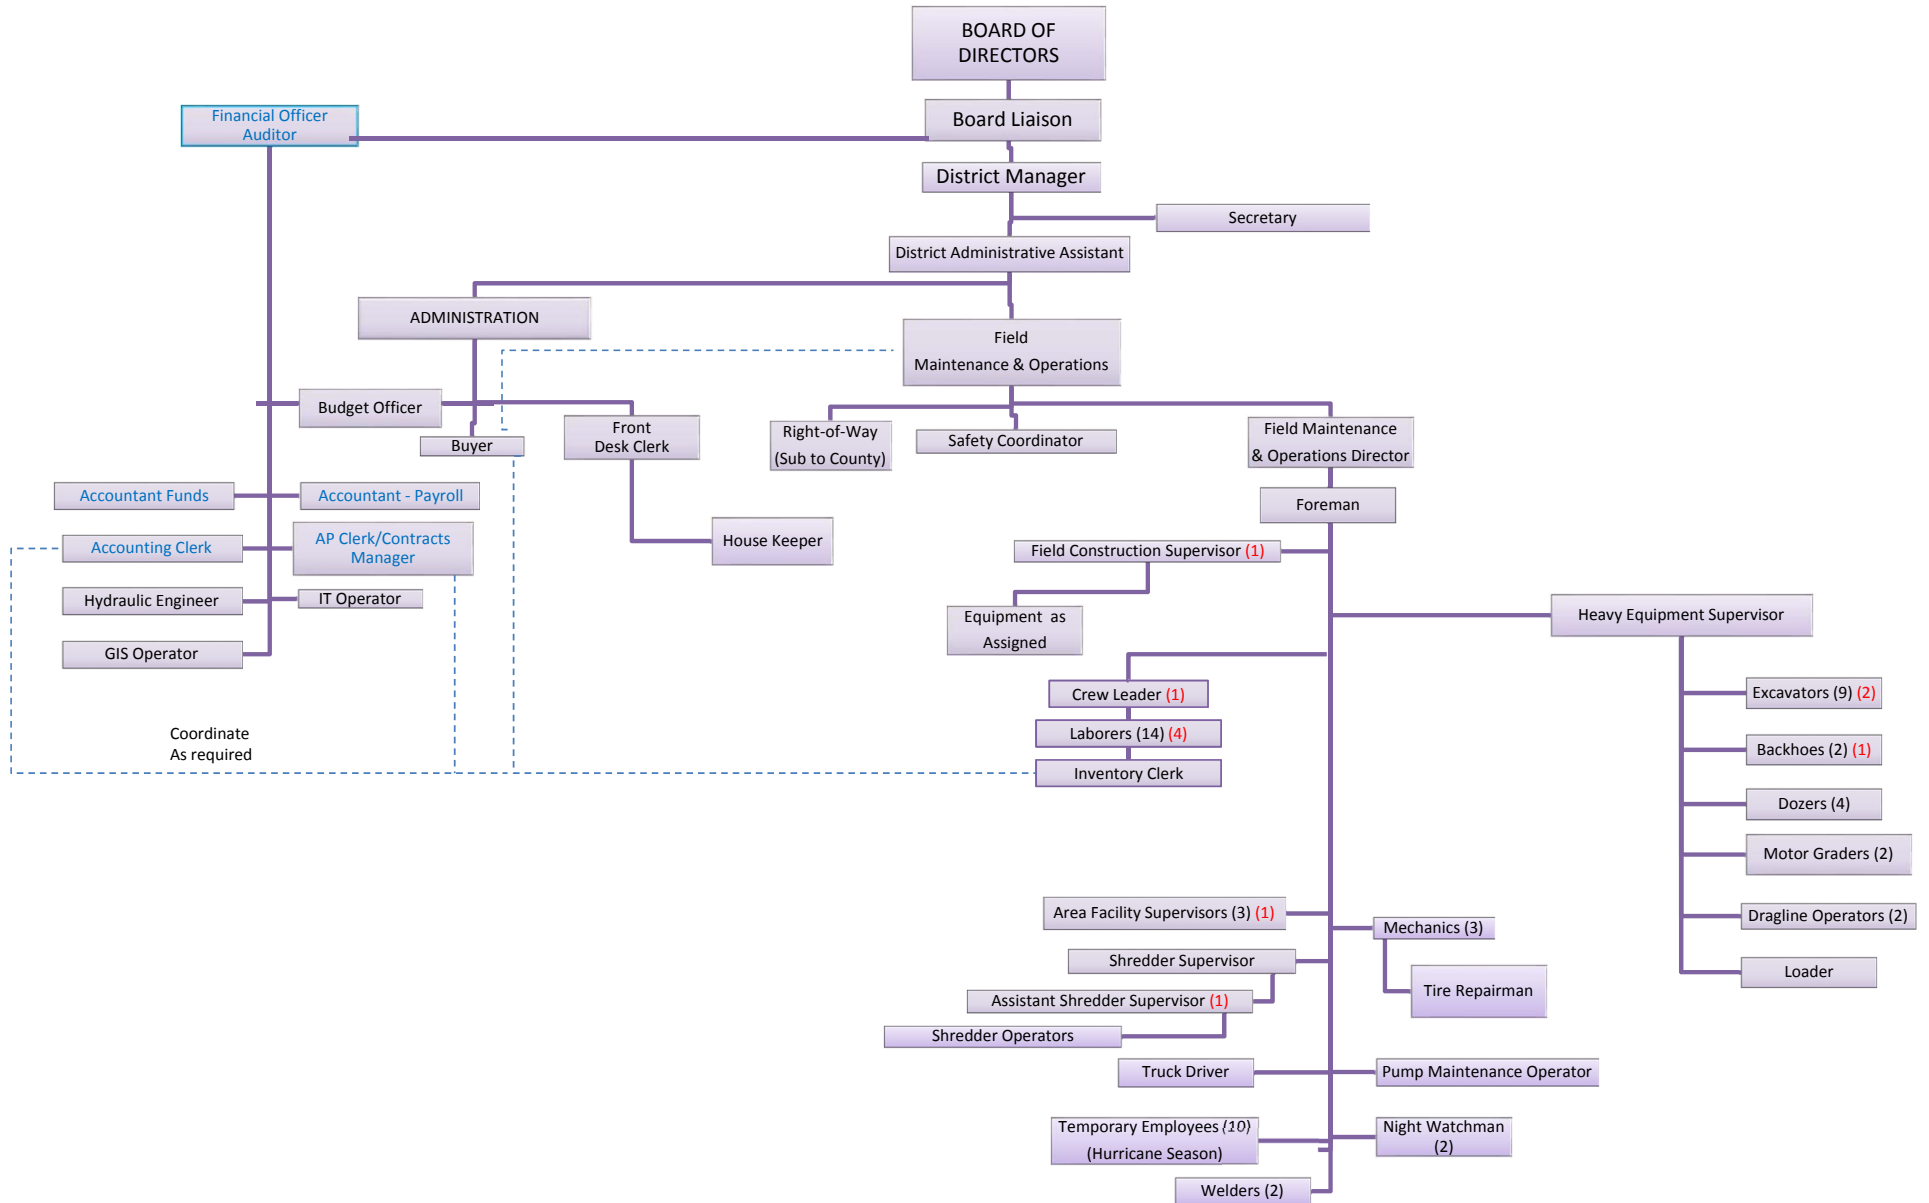 BOARD OF
DIRECTORS
Financial Officer
Auditor
Board Liaison
District Manager
Secretary
District Administrative Assistant
ADMINISTRATION
Field
Maintenance & Operations
Budget Officer
Buyer
Front
Desk Clerk
Right-of-Way
(Sub to County)
Safety Coordinator
Field Maintenance
& Operations Director
Accountant Funds
Accountant - Payroll
Foreman
Accounting Clerk
AP Clerk/Contracts
Manager
House Keeper
Field Construction Supervisor (1)
Hydraulic Engineer
IT Operator
Equipment as
Assigned
Heavy Equipment Supervisor
GIS Operator
Crew Leader (1)
Excavators (9) (2)
Laborers (14) (4)
Backhoes (2) (1)
Coordinate
As required
Inventory Clerk
Dozers (4)
Motor Graders (2)
Area Facility Supervisors (3) (1)
Mechanics (3)
Dragline Operators (2)
Shredder Supervisor
Loader
Tire Repairman
Assistant Shredder Supervisor (1)
Shredder Operators
Truck Driver
Pump Maintenance Operator
Temporary Employees (10)
(Hurricane Season)
Night Watchman
(2)
Welders (2)